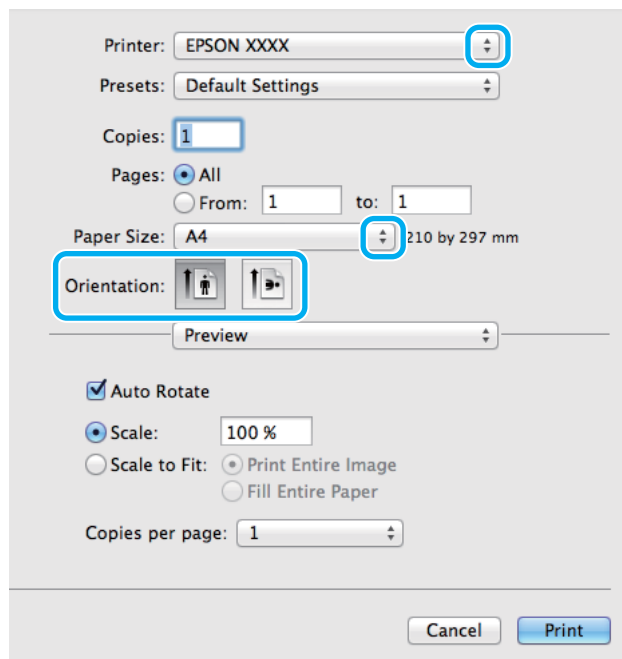 Printer: EPSON XXXX
Presets: Default Settings
Copies: 1
Pages: All
From: 1 to: 1
Paper Size: A4 210 by 297 mm
Orientation:
Preview
Auto Rotate
Scale: 100 %
Scale to Fit: Print Entire Image
Fill Entire Paper
Copies per page: 1
Cancel Print